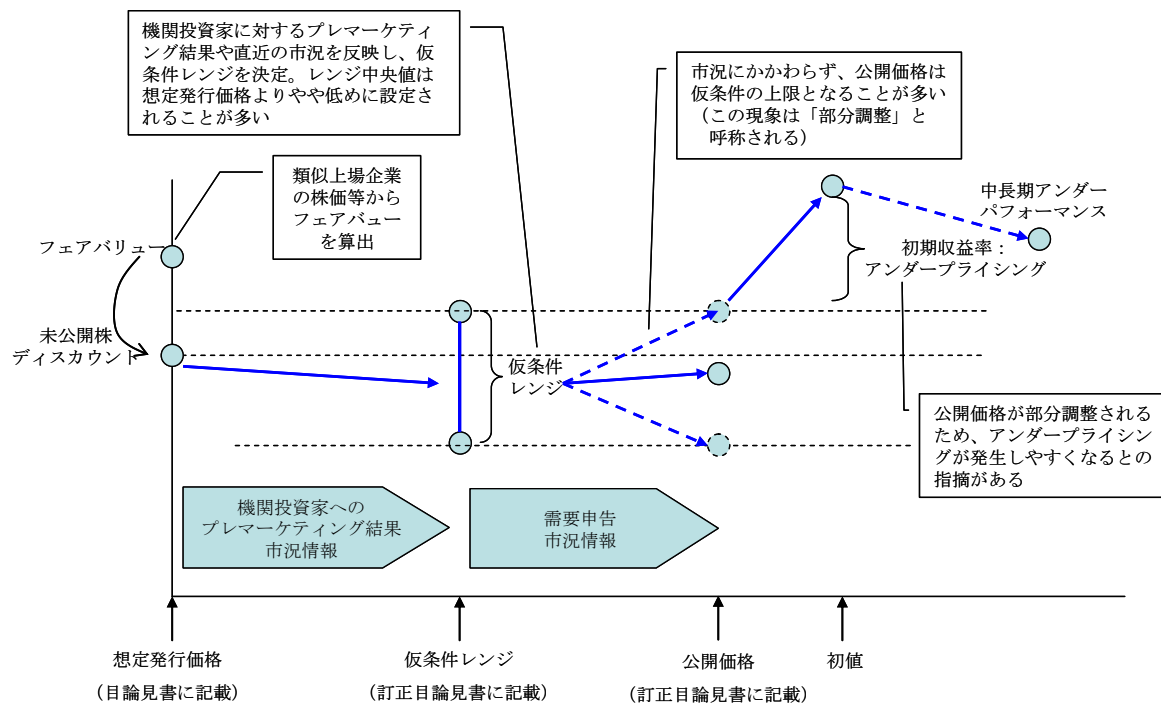 機関投資家に対するプレマーケティ
ング結果や直近の市況を反映し、仮
条件レンジを決定。レンジ中央値は
想定発行価格よりやや低めに設定さ
れることが多い
市況にかかわらず、公開価格は
仮条件の上限となることが多い
（この現象は「部分調整」と
呼称される）
類似上場企業
の株価等から
フェアバュー
を算出
中長期アンダー
パフォーマンス
フェアバリュー
初期収益率：
アンダープライシング
未公開株
ディスカウント
仮条件
レンジ
公開価格が部分調整される
ため、アンダープライシン
グが発生しやすくなるとの
指摘がある
機関投資家への
プレマーケティング結果
市況情報
需要申告
市況情報
想定発行価格
（目論見書に記載）
仮条件レンジ
（訂正目論見書に記載）
公開価格
（訂正目論見書に記載）
初値